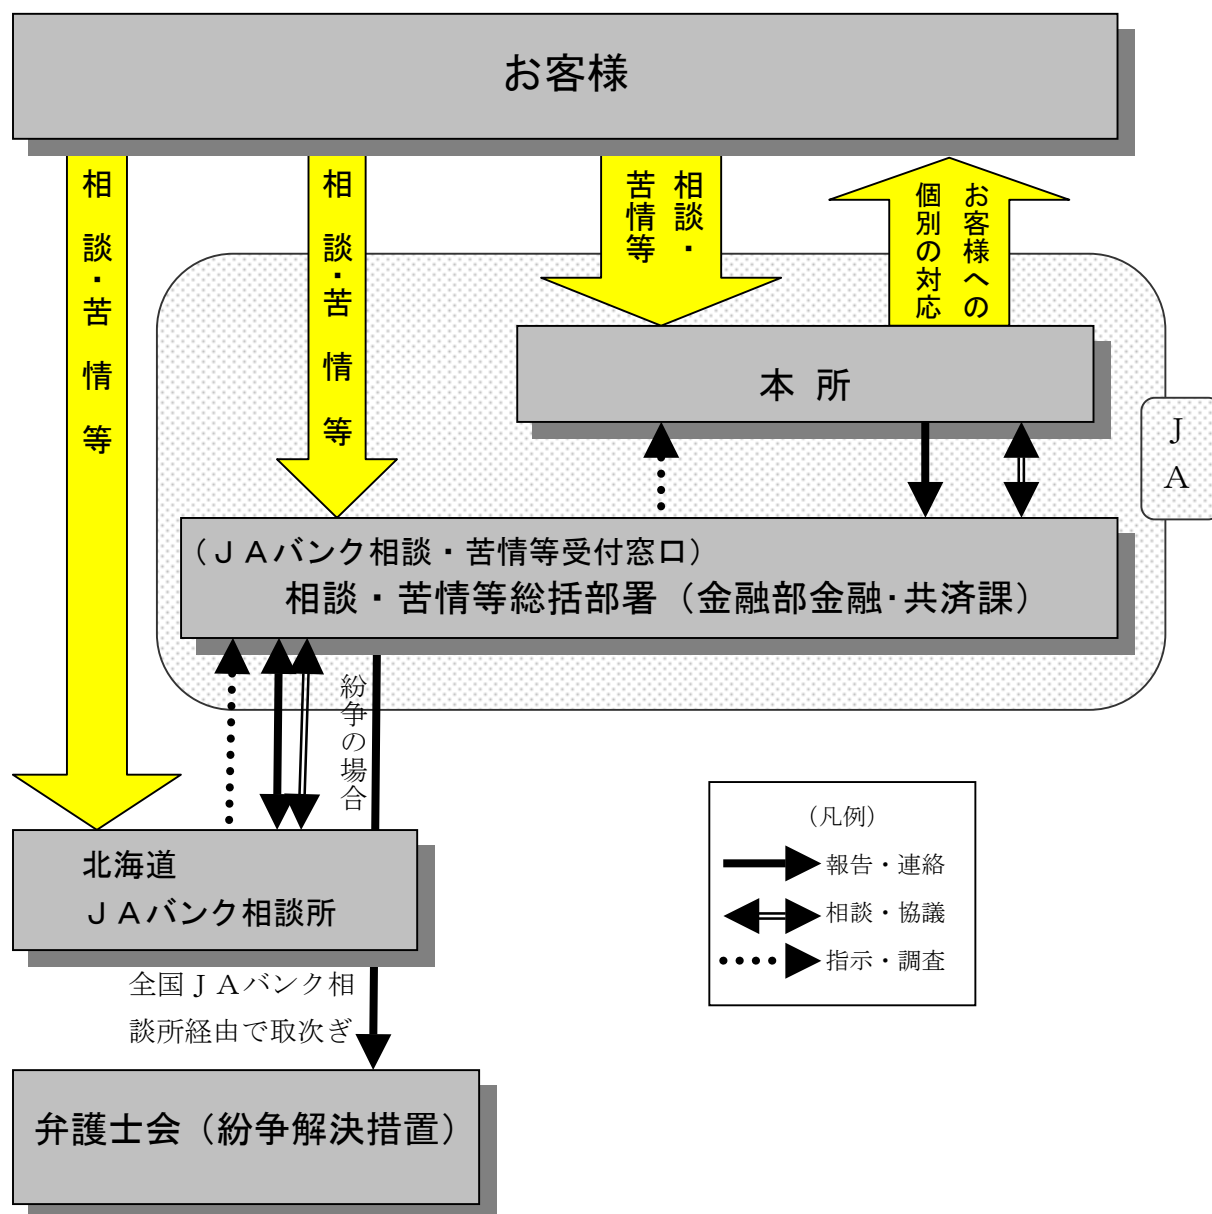 お客様
相談・苦情等
相談・苦情等
相談・
苦情等
お客様への
個別の対応
本所
ＪＡ
（ＪＡバンク相談・苦情等受付窓口）
相談・苦情等総括部署（金融部金融･共済課）
紛争の場合
北海道
ＪＡバンク相談所
全国ＪＡバンク相
談所経由で取次ぎ
弁護士会（紛争解決措置）
（凡例）
報告・連絡
相談・協議
指示・調査